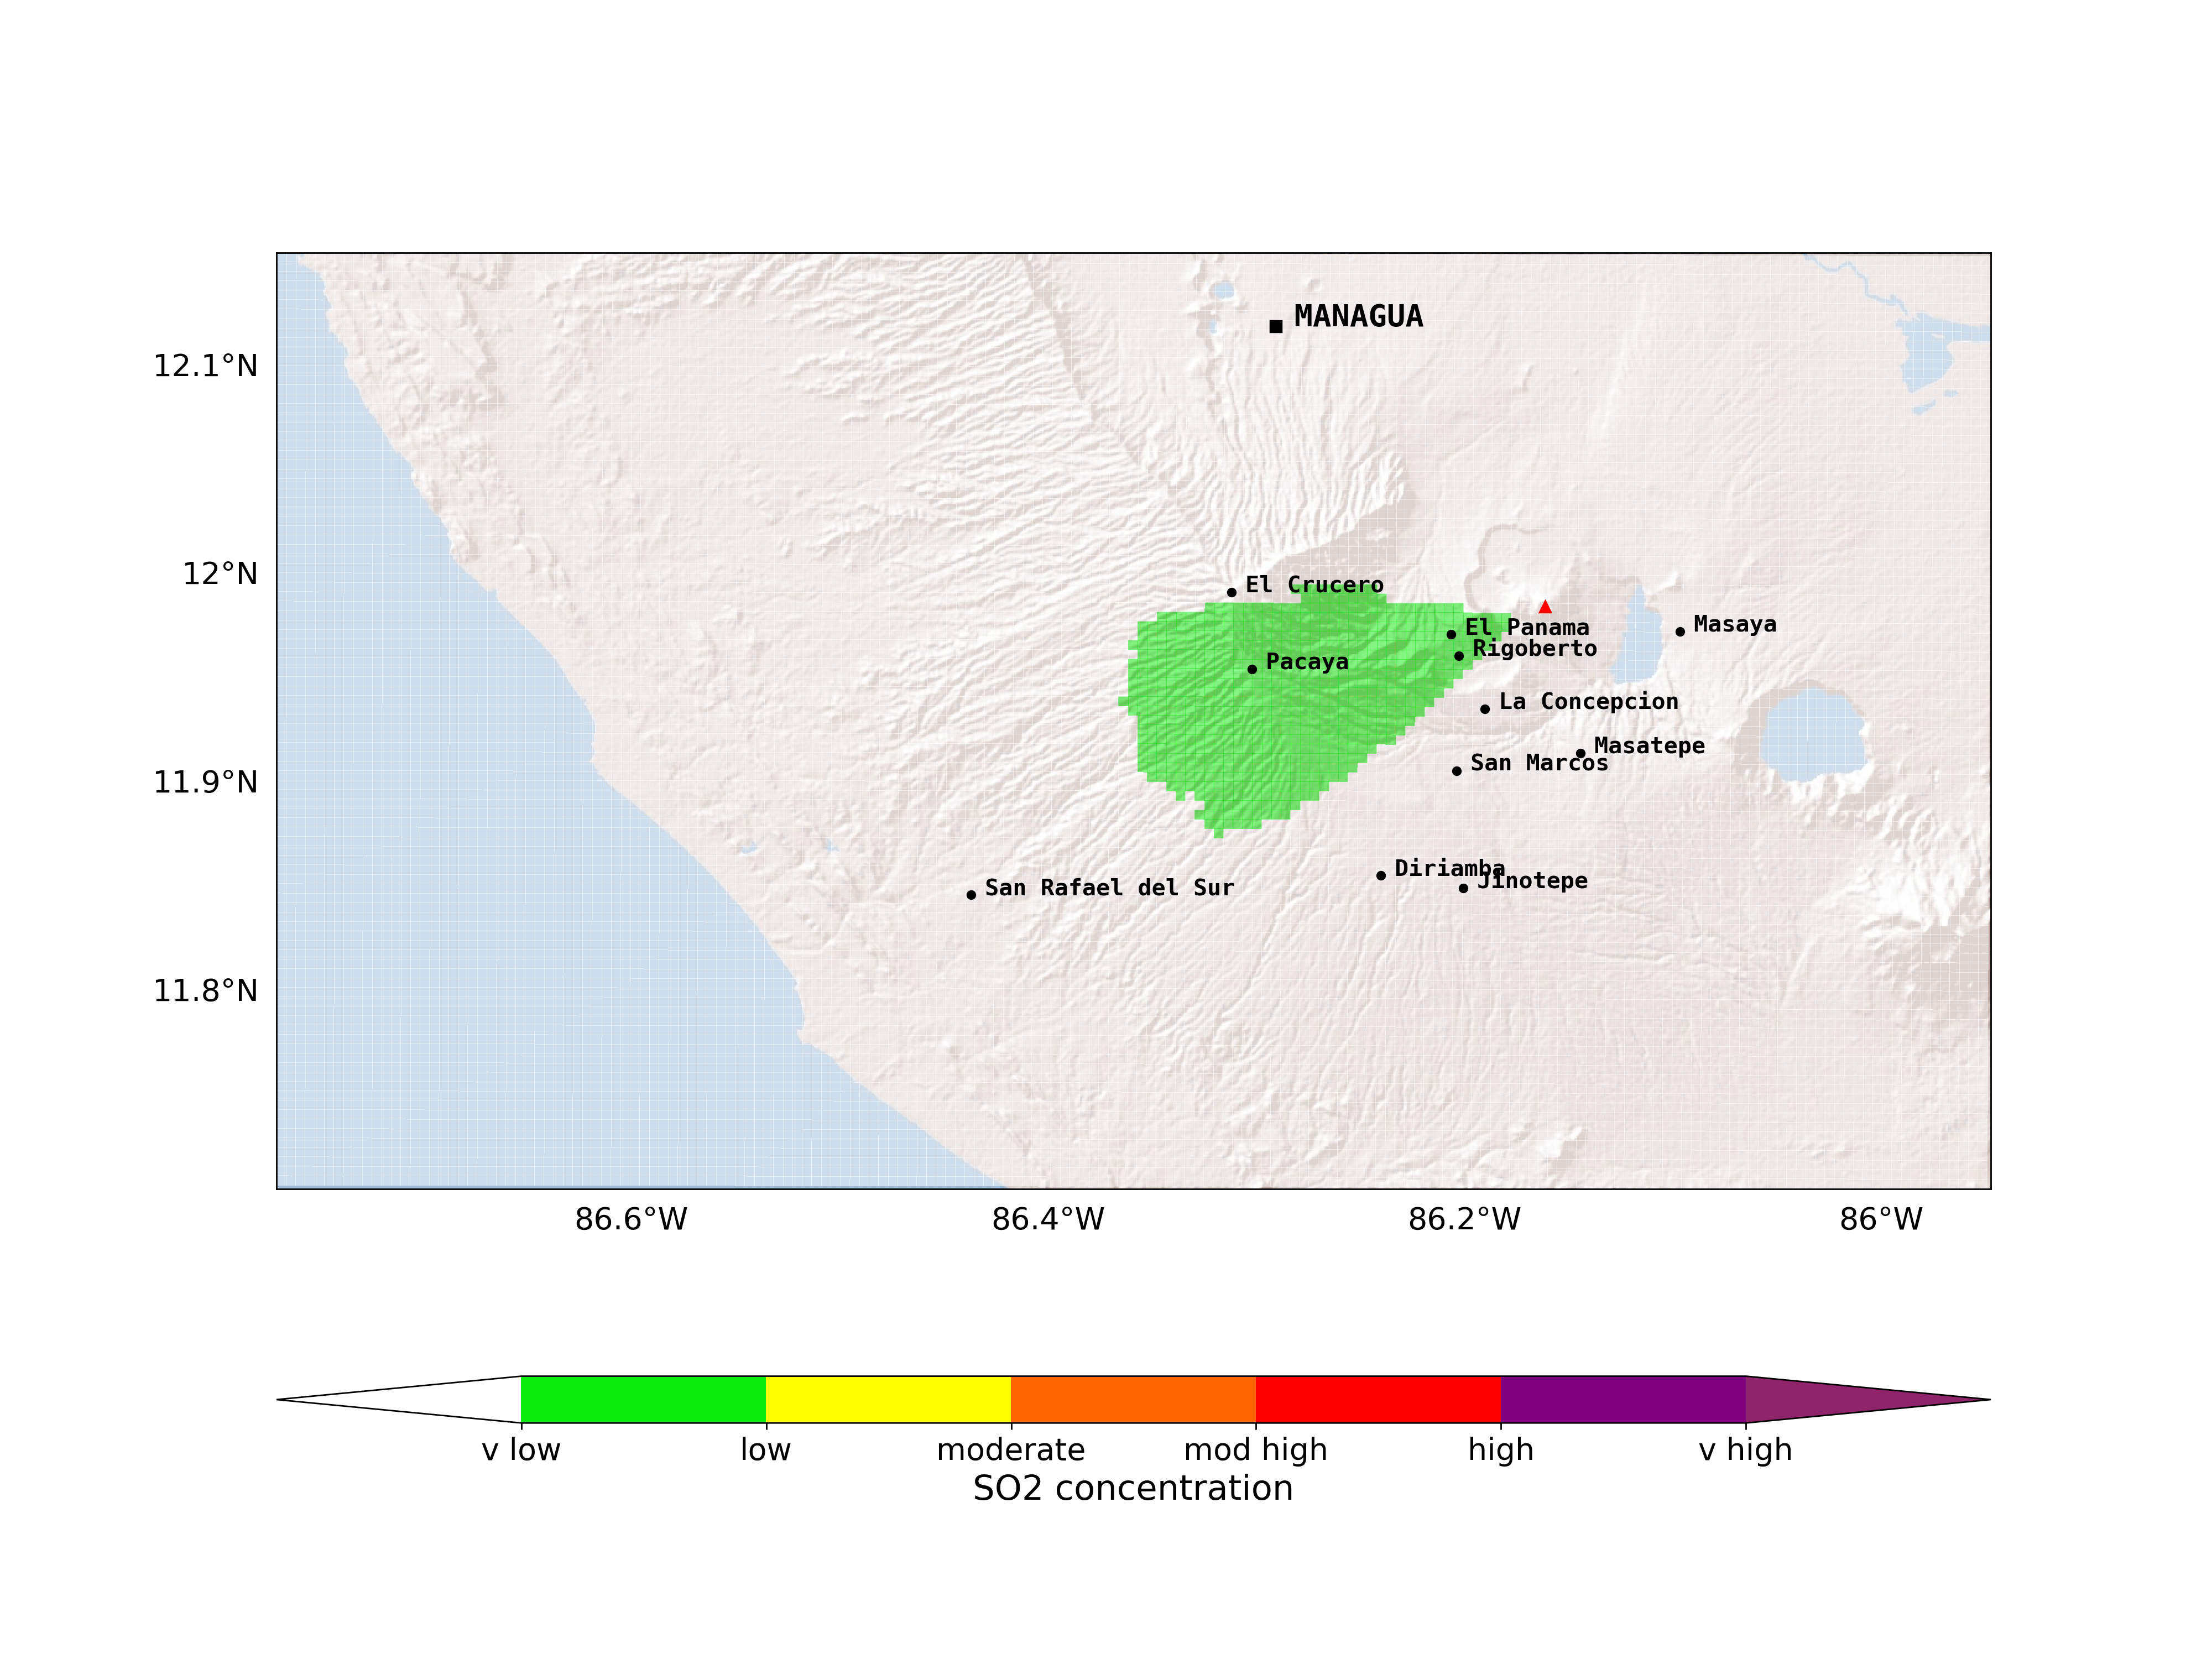 MANAGUA
12.1°N
12°N
El Crucero
El Panama
Masaya
Rigoberto
Pacaya
La Concepcion
Masatepe
San Marcos
11.9°N
Diriamba
Jinotepe
San Rafael del Sur
11.8°N
86.6°W 86.4°W 86.2°W 86°W
v low low moderate mod high high v high
SO2 concentration